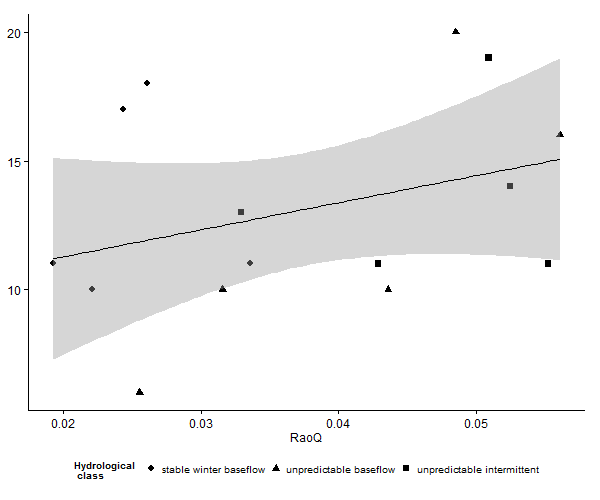 20
15
10
0.02 0.03 0.04 0.05
RaoQ
Hydrological
class
stable winter baseflow unpredictable baseflow unpredictable intermittent